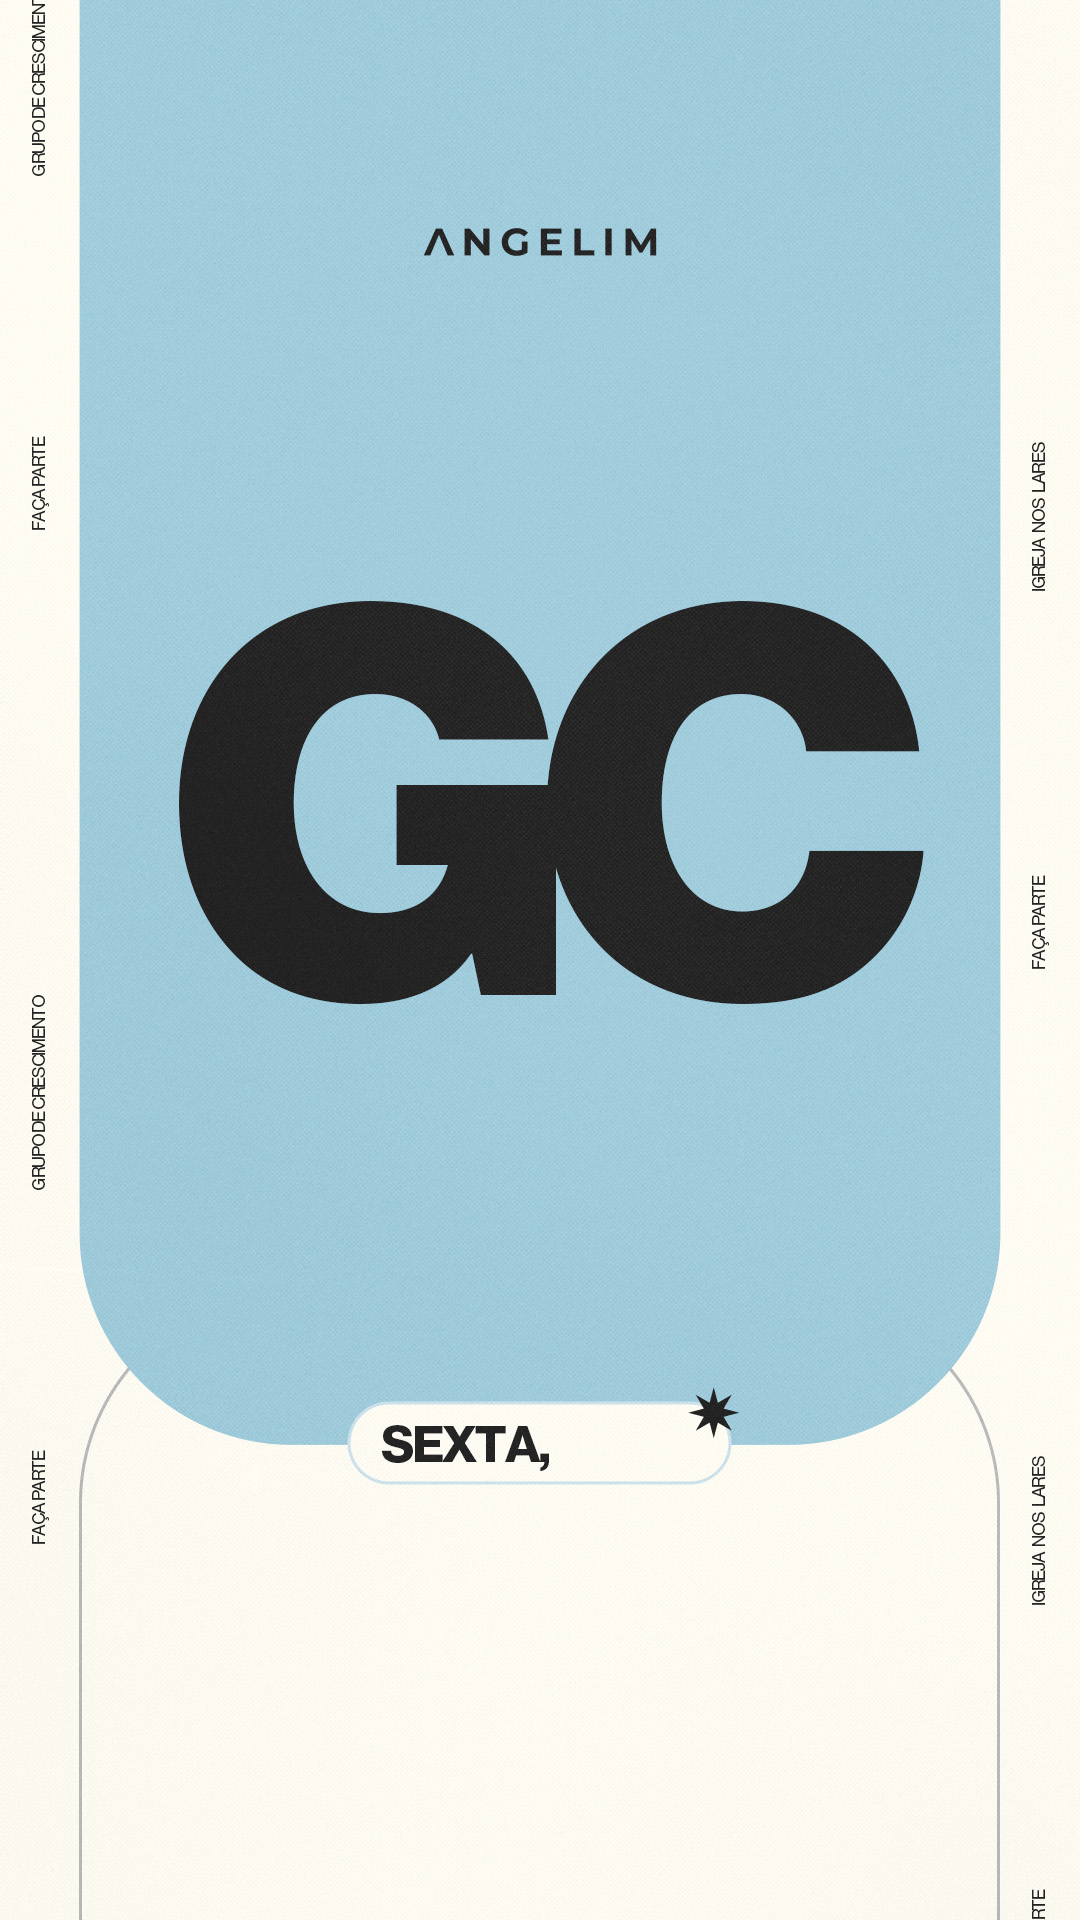 GRUPO DE CRESCIMEN
FAÇA PARTE
GRUPO DE CRESCIMENTO
FAÇA PARTE
ANGELIM
GC
SEXTA,
IGREJA NOS LARES
FAÇA PARTE
IGREJA NOS LARES
RTE